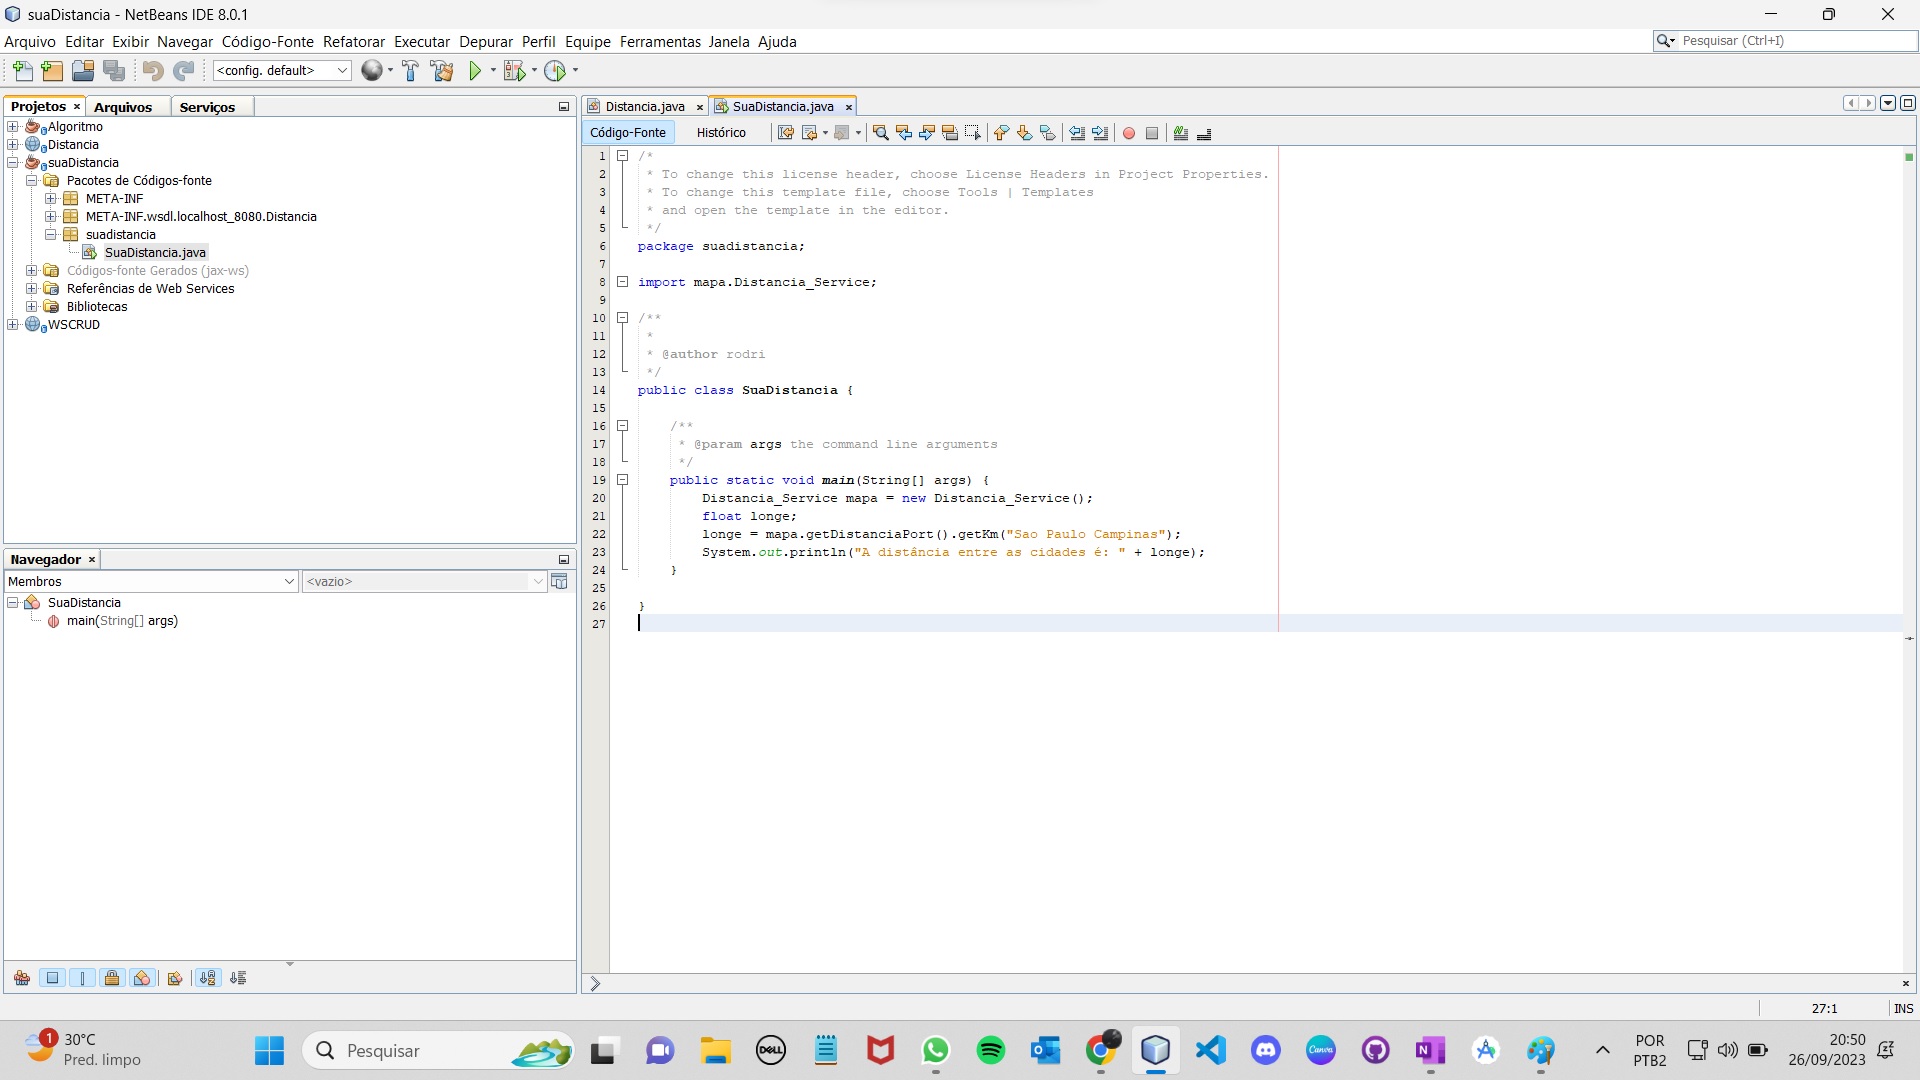 suaDistancia - NetBeans IDE 8.0.1
Arquivo Editar Exibir Navegar Código-Fonte Refatorar Executar Depurar Perfil Equipe Ferramentas Janela Ajuda
Pesquisar (Ctrl+I)
<config. default>
Projetos
Arquivos
Serviços
Algoritmo
Distancia
suaDistancia
Pacotes de Códigos-fonte
META-INF
META-INF.wsdl.localhost_8080.Distancia
suadistancia
SuaDistancia.java
Códigos-fonte Gerados (jax-ws)
Referências de Web Services
Bibliotecas
WSCRUD
Navegador
Membros
<vazio>
SuaDistancia
main(String[] args)
Distancia.java
SuaDistancia.java
Código-Fonte
Histórico
1 /*
2 * To change this license header, choose License Headers in Project Properties.
3 * To change this template file, choose Tools | Templates
4 * and open the template in the editor.
5 */
6 package suadistancia;
7
8 import mapa.Distancia_Service;
9
10 /**
11 *
12 * @author rodri
13 */
14 public class SuaDistancia {
15
16 /**
17 * @param args the command line arguments
18 */
19 public static void main(String[] args) {
20 Distancia_Service mapa = new Distancia_Service();
21 float longe;
22 longe = mapa.getDistanciaPort().getKm("Sao Paulo Campinas");
23 System.out.println("A distância entre as cidades é: " + longe);
24 }
25
26 }
27
27:1
INS
1
30°C
Pred. limpo
Pesquisar
DELL
Canva
POR
PTB2
20:50
26/09/2023